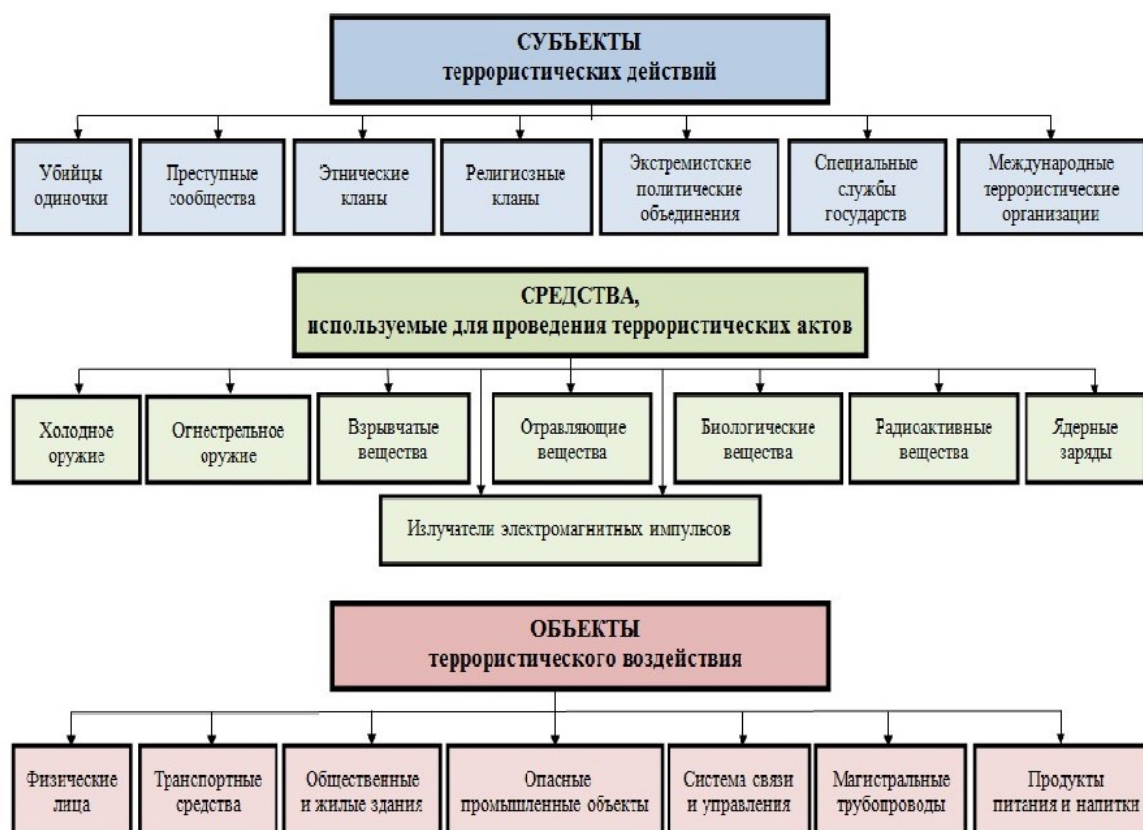 СУБЪЕКТЫ
террористических действий
Убийцы
одиночки
Преступные
сообщества
Этнические
кланы
Религиозные
кланы
Экстремистские
политические
объединения
Специальные
службы
государств
Международные
террористические
организации
СРЕДСТВА,
используемые для проведения террористических актов
Холодное
оружие
Огнестрельное
оружие
Взрывчатые
вещества
Отравляющие
вещества
Биологические
вещества
Радиоактивные
вещества
Ядерные
заряды
Излучатели электромагнитных импульсов
ОБЪЕКТЫ
террористического воздействия
Физические
лица
Транспортные
средства
Общественные
и жилые здания
Опасные
промышленные объекты
Система связи
и управления
Магистральные
трубопроводы
Продукты
питания и напитки